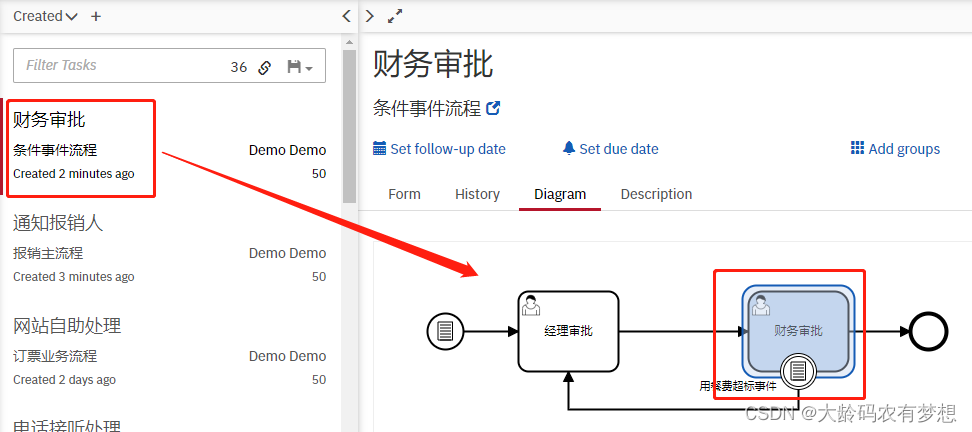 Created
Filter Tasks 36
财务审批
条件事件流程 Demo Demo
Created 2 minutes ago 50
通知报销人
报销主流程 Demo Demo
Created 3 minutes ago 50
网站自助处理
订票业务流程 Demo Demo
Created 2 days ago 50
电话接听处理
财务审批
条件事件流程
Set follow-up date Set due date Add groups
Form History Diagram Description
经理审批 财务审批
用餐费超标事件
CSDN @大龄码农有梦想